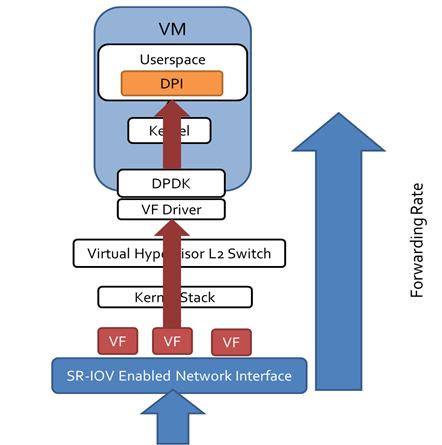 VM
Userspace
DPI
Kernel
DPDK
VF Driver
Virtual Hypervisor L2 Switch
Kernel Stack
VF VF VF
SR-IOV Enabled Network Interface
Forwarding Rate